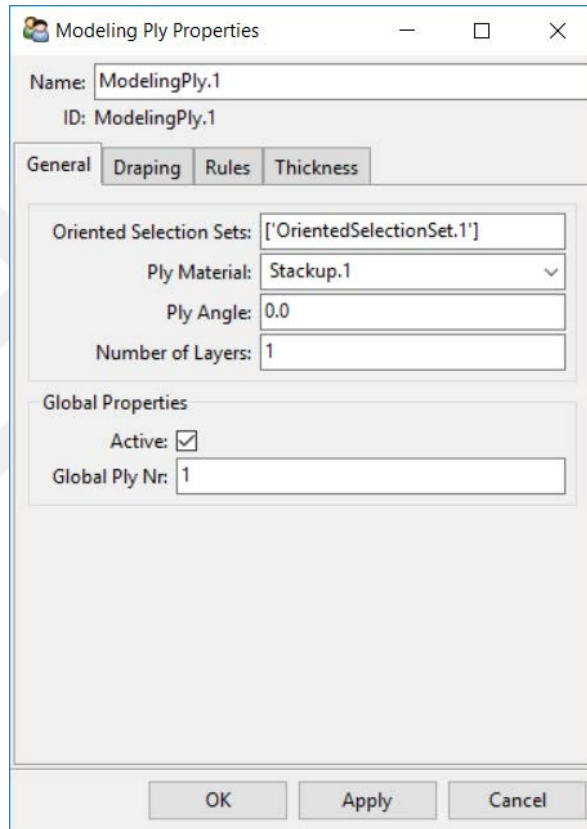 Modeling Ply Properties
Name: ModelingPly.1
ID: ModelingPly.1
General Draping Rules Thickness
Oriented Selection Sets: ['OrientedSelectionSet.1']
Ply Material: Stackup.1
Ply Angle: 0.0
Number of Layers: 1
Global Properties
Active:
Global Ply Nr: 1
OK Apply Cancel